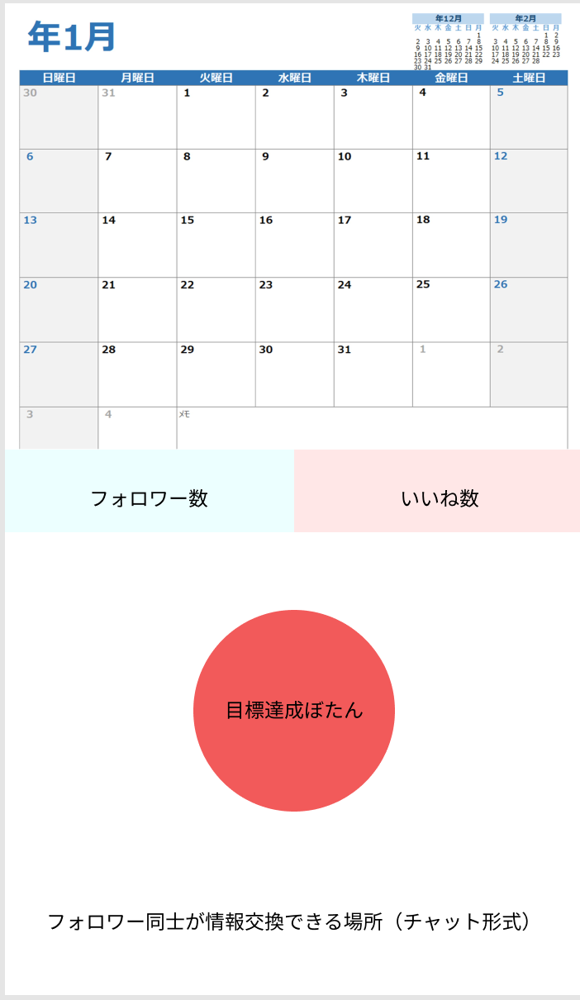 年1月
年12月
火 水 木 金 土 日 月
1
2 3 4 5 6 7 8
9 10 11 12 13 14 15
16 17 18 19 20 21 22
23 24 25 26 27 28 29
30 31
年2月
火 水 木 金 土 日 月
1 2
3 4 5 6 7 8 9
10 11 12 13 14 15 16
17 18 19 20 21 22 23
24 25 26 27 28
日曜日 月曜日 火曜日 水曜日 木曜日 金曜日 土曜日
30 31 1 2 3 4 5
6 7 8 9 10 11 12
13 14 15 16 17 18 19
20 21 22 23 24 25 26
27 28 29 30 31 1 2
3 4 メモ
フォロワー数 いいね数
目標達成ぼたん
フォロワー同士が情報交換できる場所（チャット形式）